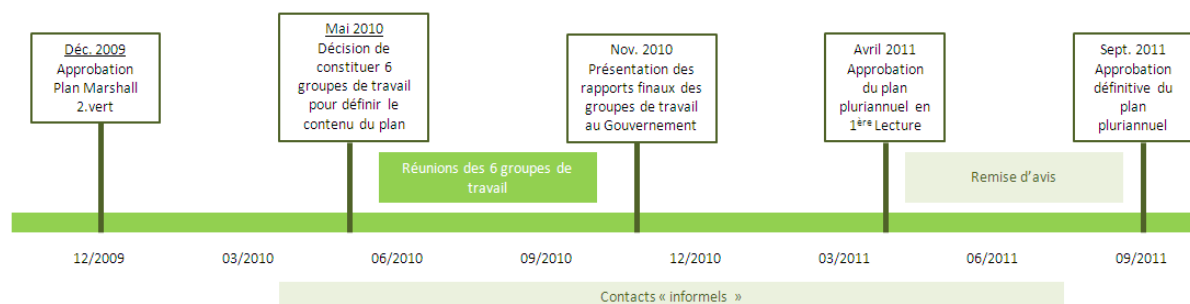 Déc. 2009
Approbation
Plan Marshall
2.vert
Mai 2010
Décision de
constituer 6
groupes de travail
pour définir le
contenu du plan
Nov. 2010
Présentation des
rapports finaux des
groupes de travail
au Gouvernement
Avril 2011
Approbation
du plan
pluriannuel en
1ère Lecture
Sept. 2011
Approbation
définitive du
plan
pluriannuel
Réunions des 6 groupes de
travail
Remise d’avis
12/2009
03/2010
06/2010
09/2010
12/2010
03/2011
06/2011
09/2011
Contacts « informels »